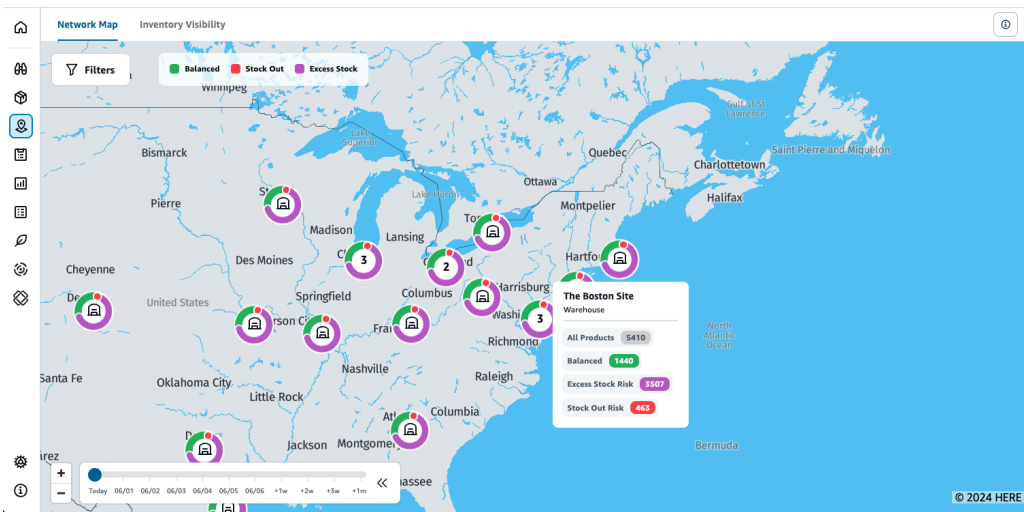 Network Map
Inventory Visibility
Filters
Balanced
Stock Out
Excess Stock
Winnipeg
Gulf of St
Lawrence
Lake
Superior
Bismarck
Quebec
Saint Pierre and Miquelon
Charlottetown
Ottawa
Lake Huron
Halifax
Pierre
Montpelier
Madison
Lansing
3
Hartfo
Des Moines
2
Cheyenne
Harrisburg
Columbus
Springfield
United States
3
Washi
Richmond
Nashville
Raleigh
Santa Fe
Oklahoma City
Little Rock
Columbia
Jackson
Montgomer
The Boston Site
Warehouse
All Products 5410
Balanced 1440
Excess Stock Risk 3507
Stock Out Risk 463
North
Atlantic
Ocean
Bermuda
+
−
Today 06/01 06/02 06/03 06/04 06/05 06/06 +1w +2w +3w +1m
assee
© 2024 HERE